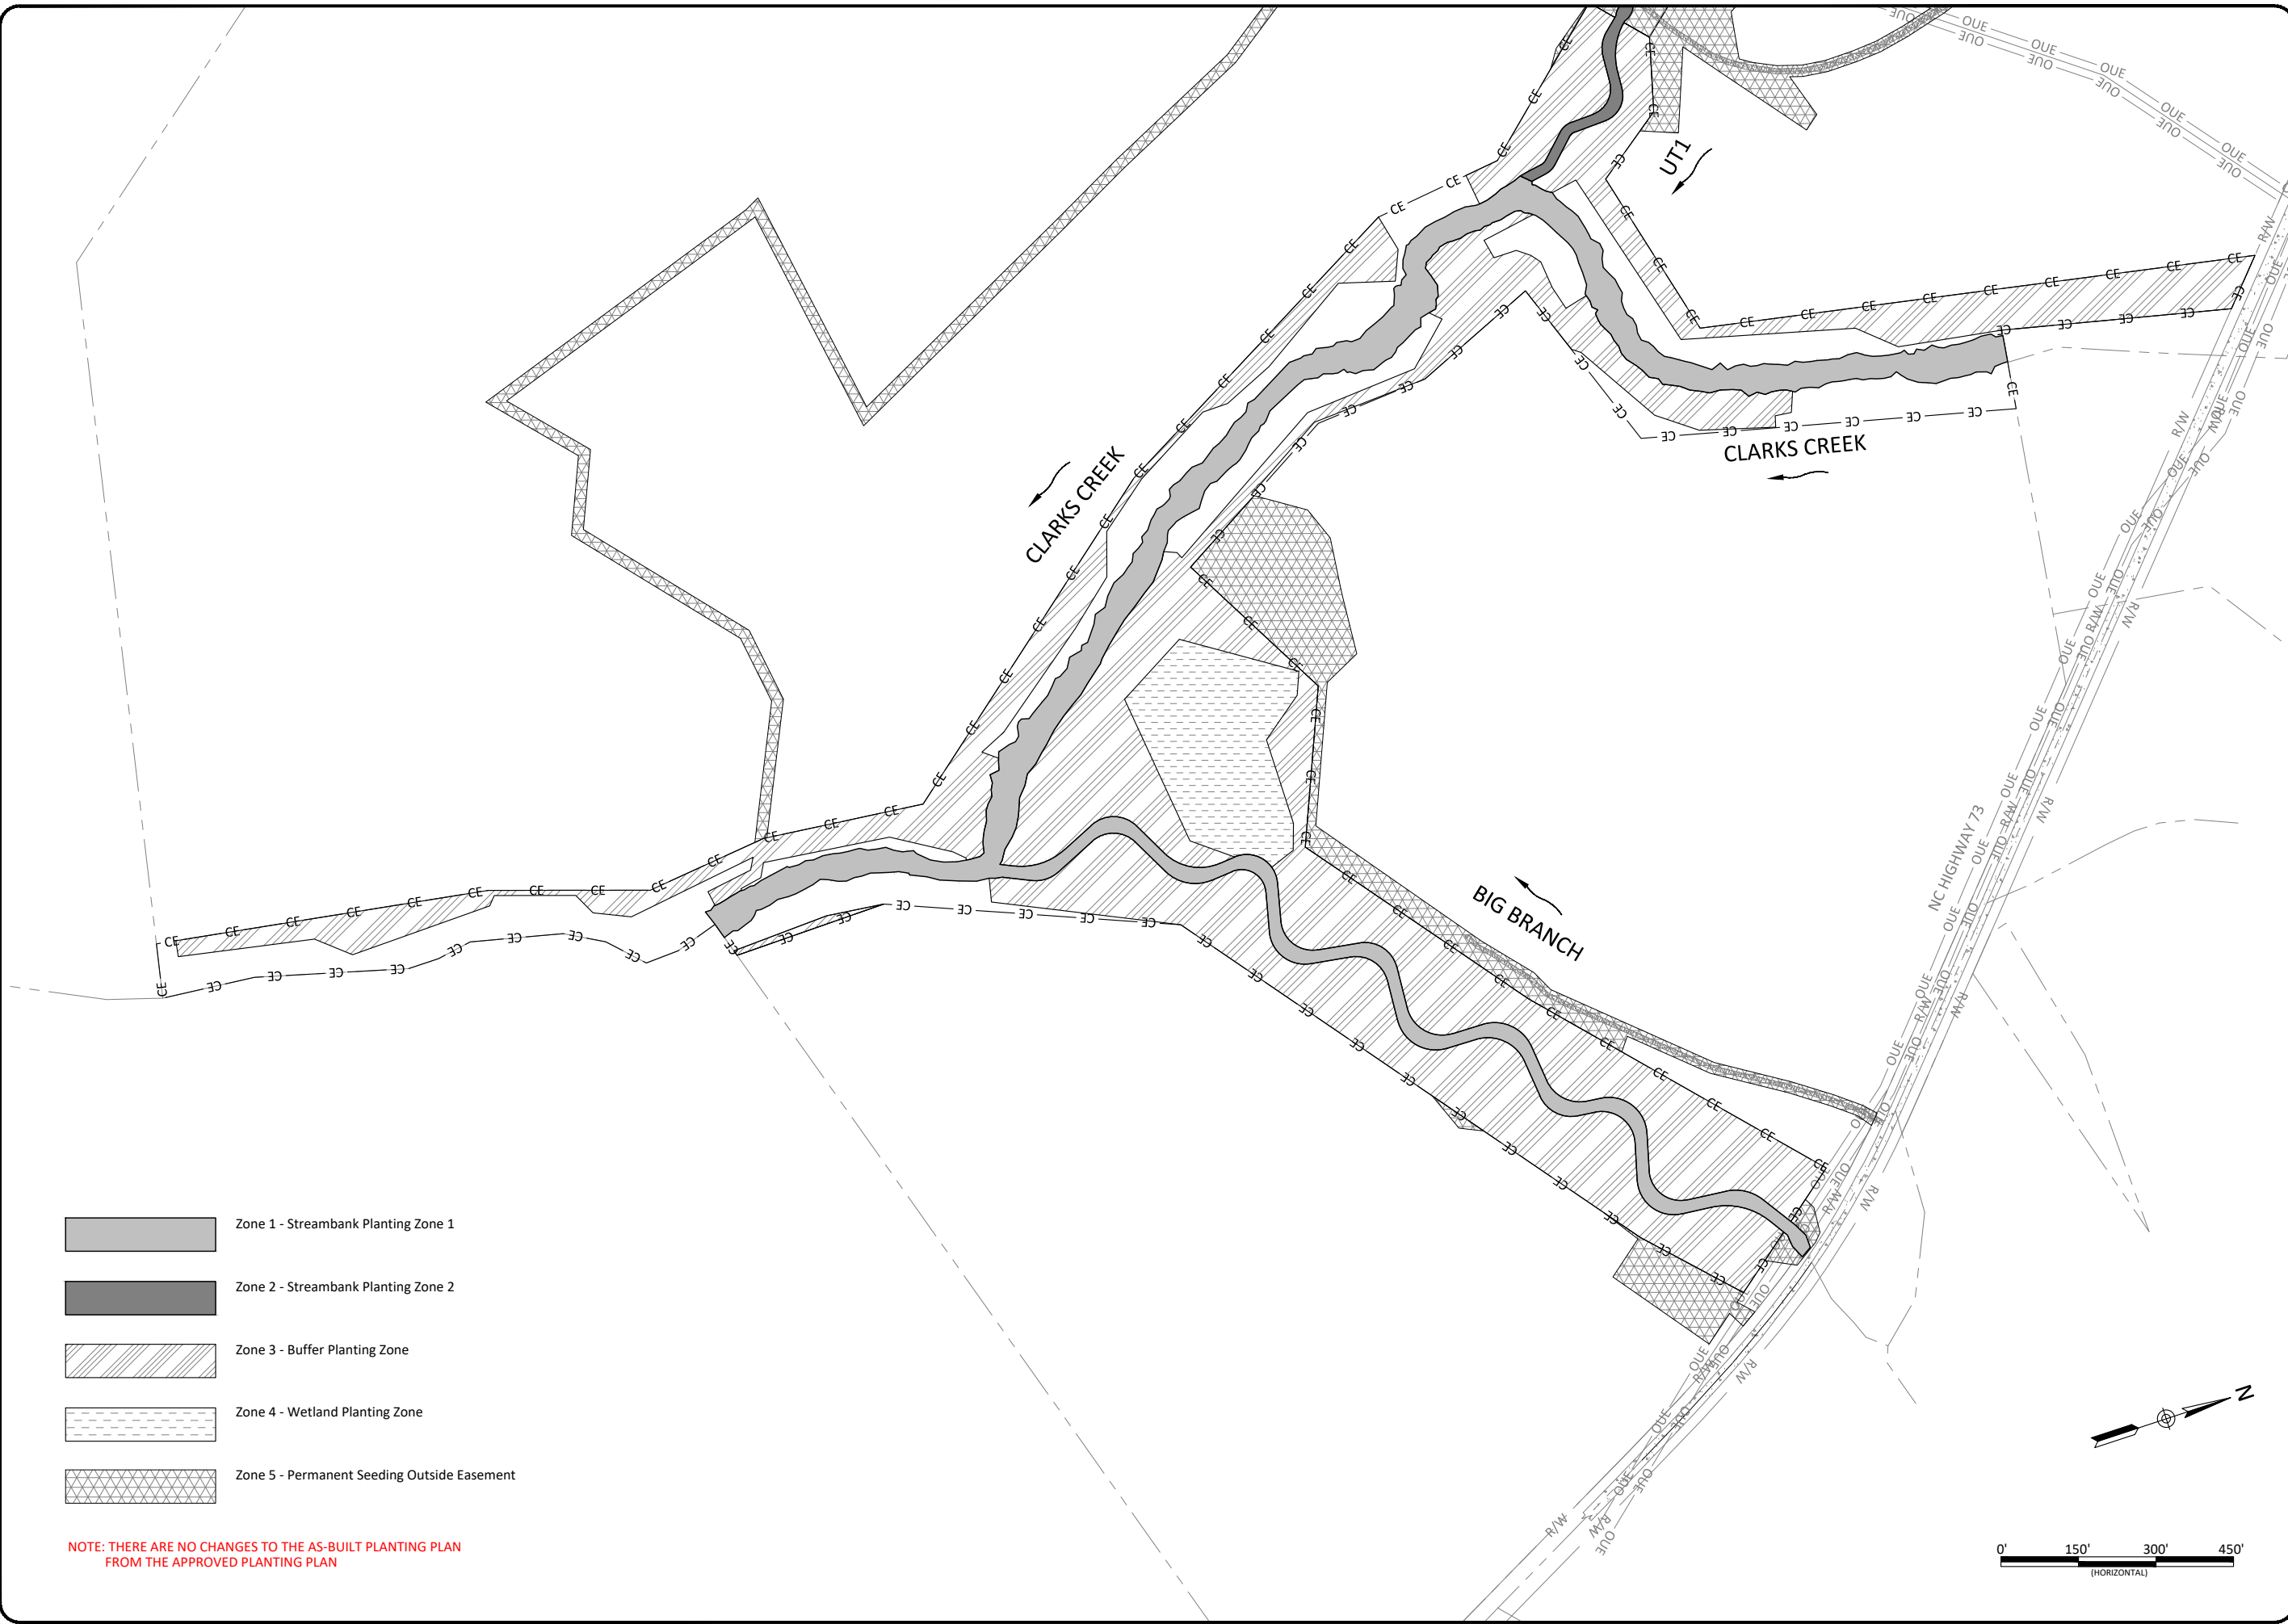 UT1
CLARKS CREEK
CLARKS CREEK
BIG BRANCH
NC HIGHWAY 73
CE
OUE
R/W
Zone 1 - Streambank Planting Zone 1
Zone 2 - Streambank Planting Zone 2
Zone 3 - Buffer Planting Zone
Zone 4 - Wetland Planting Zone
Zone 5 - Permanent Seeding Outside Easement
NOTE: THERE ARE NO CHANGES TO THE AS-BUILT PLANTING PLAN
FROM THE APPROVED PLANTING PLAN
N
0' 150' 300' 450'
(HORIZONTAL)